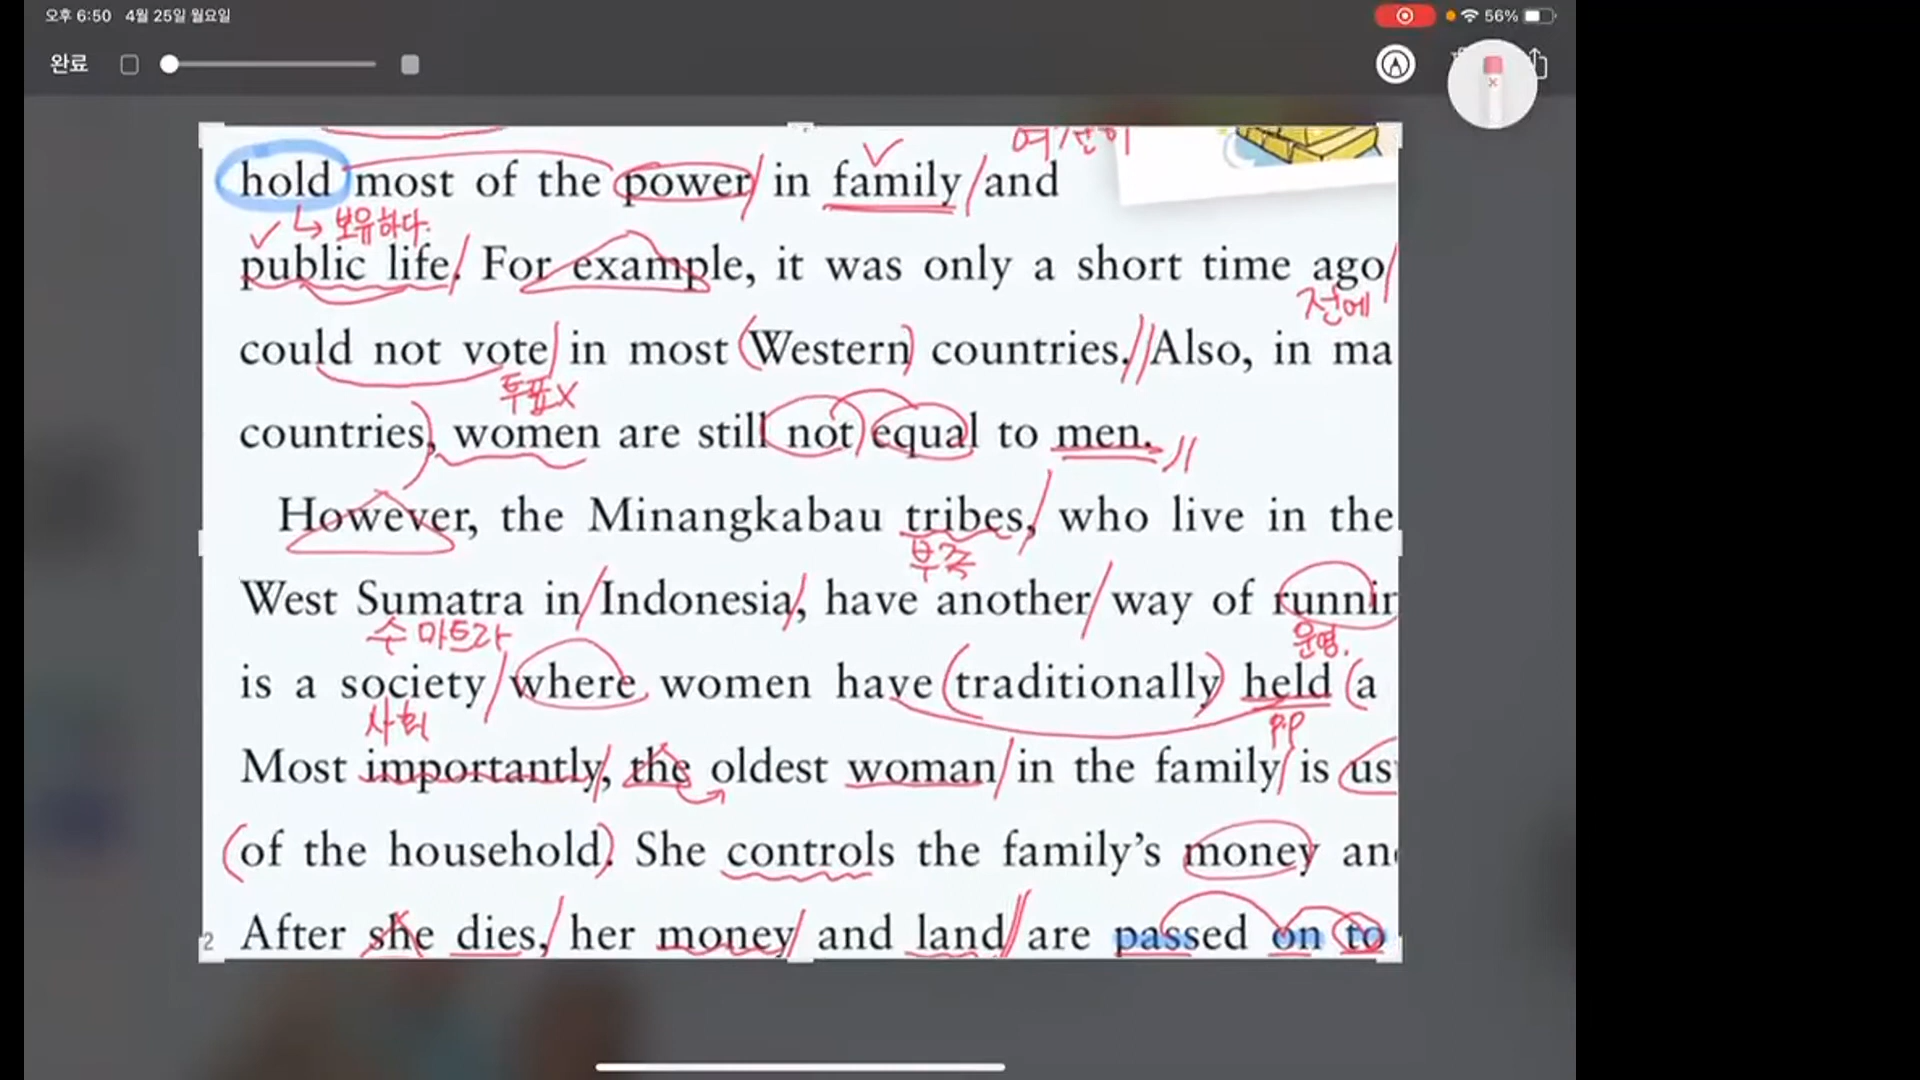 오후 6:50 4월 25일 월요일
56%
완료
여전히
hold most of the power in family and
보유하다.
public life. For example, it was only a short time ago
전에
could not vote in most Western countries. Also, in ma
투표X
countries, women are still not equal to men.
However, the Minangkabau tribes, who live in the
부족
West Sumatra in Indonesia, have another way of runnin
수마트라
운영.
is a society where women have traditionally held a
사회
p.p
Most importantly, the oldest woman in the family is us
of the household. She controls the family's money an
2 After she dies, her money and land are passed on to